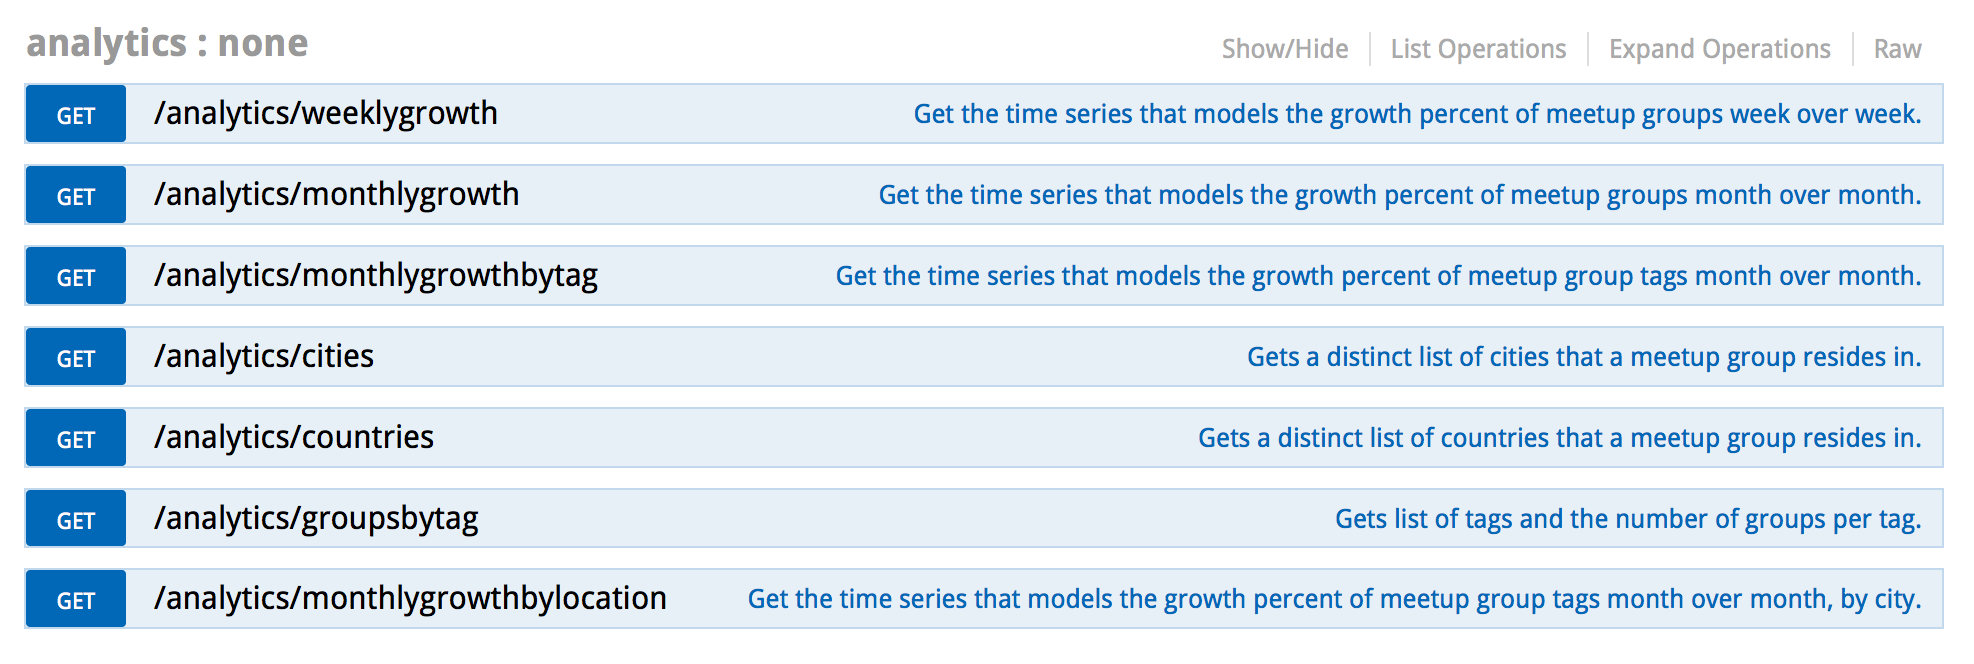 analytics : none
Show/Hide List Operations Expand Operations Raw
GET /analytics/weeklygrowth Get the time series that models the growth percent of meetup groups week over week.
GET /analytics/monthlygrowth Get the time series that models the growth percent of meetup groups month over month.
GET /analytics/monthlygrowthbytag Get the time series that models the growth percent of meetup group tags month over month.
GET /analytics/cities Gets a distinct list of cities that a meetup group resides in.
GET /analytics/countries Gets a distinct list of countries that a meetup group resides in.
GET /analytics/groupsbytag Gets list of tags and the number of groups per tag.
GET /analytics/monthlygrowthbylocation Get the time series that models the growth percent of meetup group tags month over month, by city.